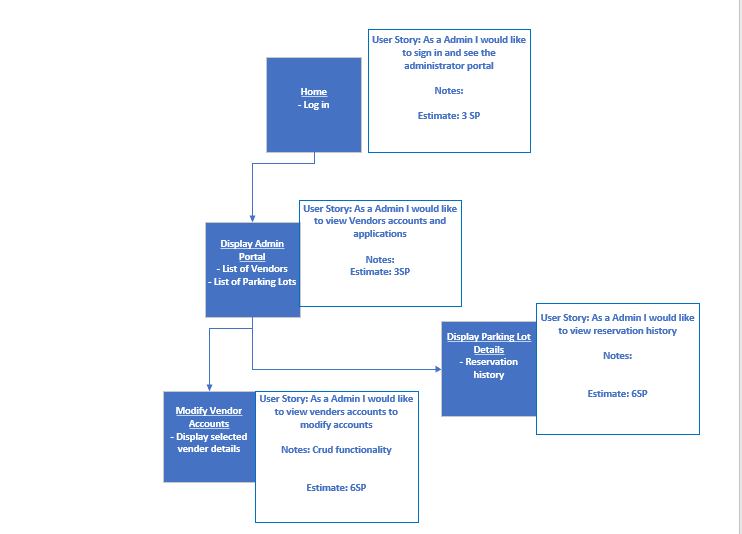 User Story: As a Admin I would like
to sign in and see the
administrator portal
Notes:
Estimate: 3 SP
Home
- Log in
User Story: As a Admin I would like
to view Vendors accounts and
applications
Notes:
Estimate: 3SP
Display Admin
Portal
- List of Vendors
- List of Parking Lots
User Story: As a Admin I would like
to view reservation history
Notes:
Estimate: 6SP
Display Parking Lot
Details
- Reservation
history
User Story: As a Admin I would like
to view venders accounts to
modify accounts
Notes: Crud functionality
Estimate: 6SP
Modify Vendor
Accounts
- Display selected
vender details